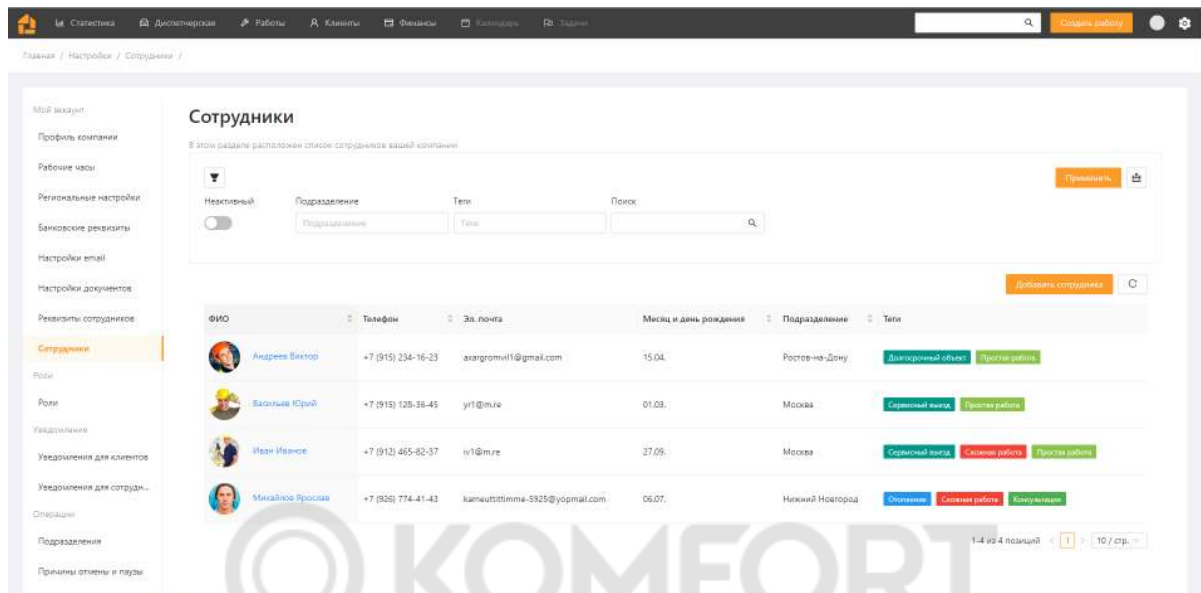 Статистика Диспетчерская Работы Клиенты Финансы Календарь Задачи Создать работу
Главная / Настройки / Сотрудники /
Мой аккаунт
Профиль компании
Рабочие часы
Региональные настройки
Банковские реквизиты
Настройки email
Настройки документов
Реквизиты сотрудников
Сотрудники
Роли
Роли
Уведомления
Уведомления для клиентов
Уведомления для сотрудн...
Операции
Подразделения
Причины отмены и паузы
Сотрудники
В этом разделе расположен список сотрудников вашей компании
Применить
Неактивный Подразделение Теги Поиск
Подразделение Теги
Добавить сотрудника
ФИО Телефон Эл. почта Месяц и день рождения Подразделение Теги
Андреев Виктор +7 (915) 234-16-23 axargromvil1@gmail.com 15.04. Ростов-на-Дону Долгосрочный объект Простая работа
Васильев Юрий +7 (915) 128-36-45 yr1@m.re 01.03. Москва Сервисный выезд Простая работа
Иван Иванов +7 (912) 465-82-37 iv1@m.re 27.09. Москва Сервисный выезд Сложная работа Простая работа
Михайлов Ярослав +7 (926) 774-41-43 kameuttittimme-5925@yopmail.com 06.07. Нижний Новгород Отопление Сложная работа Консультация
1-4 из 4 позиций < 1 > 10 / стр.
KOMFORT